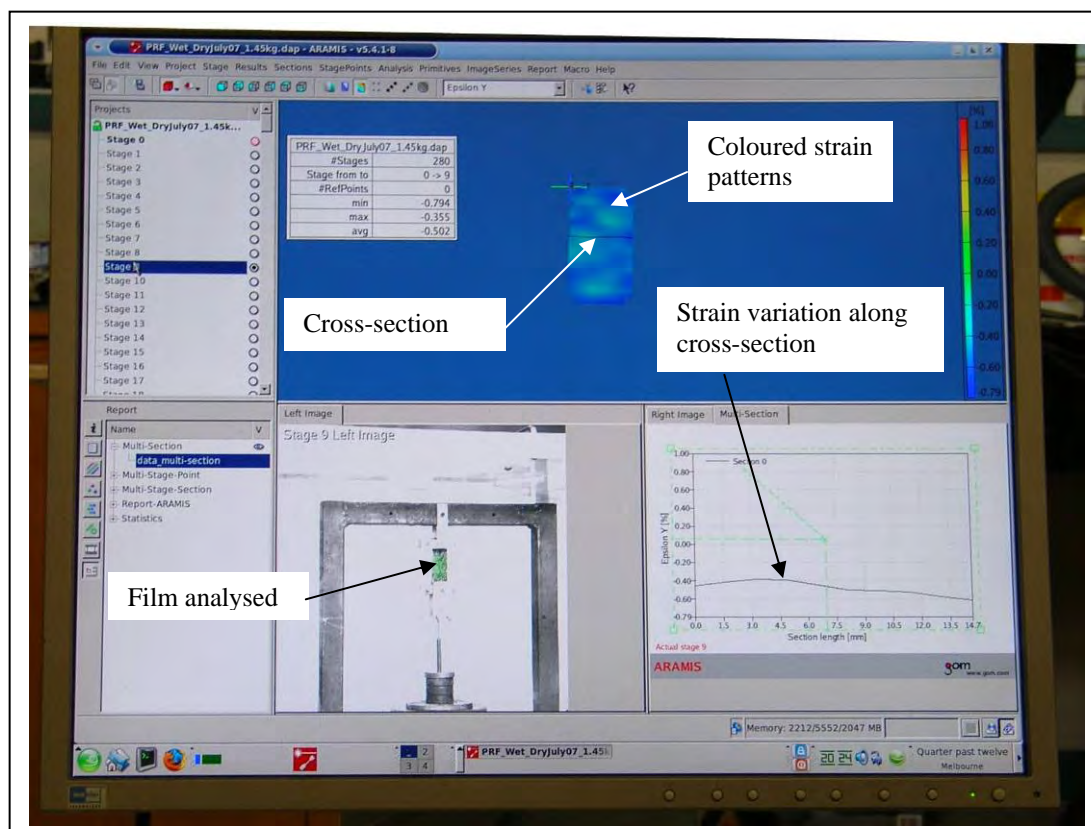 PRF_Wet_DryJuly07_1.45kg.dap - ARAMIS - v5.4.1-8
File Edit View Project Stage Results Sections StagePoints Analysis Primitives ImageSeries Report Macro Help
Epsilon Y
Projects V
PRF_Wet_DryJuly07_1.45k...
Stage 0
Stage 1
Stage 2
Stage 3
Stage 4
Stage 5
Stage 6
Stage 7
Stage 8
Stage
Stage 10
Stage 11
Stage 12
Stage 13
Stage 14
Stage 15
Stage 16
Stage 17
PRF_Wet_DryJuly07_1.45kg.dap
#Stages 280
Stage from to 0 -> 9
#RefPoints 0
min -0.794
max -0.355
avg -0.502
Coloured strain
patterns
Cross-section
Strain variation along
cross-section
[%]
1.00
0.80
0.60
0.40
0.20
0.00
-0.20
-0.60
-0.79
Report
Name V
Multi-Section
data_multi-section
Multi-Stage-Point
Multi-Stage-Section
Report-ARAMIS
Statistics
Film analysed
Left Image
Stage 9 Left Image
Right Image Multi-Section
Section 0
Epsilon Y [%]
1.00
0.80
0.60
0.40
0.20
0.00
-0.20
-0.40
-0.60
-0.79
0.0 1.5 3.0 4.5 6.0 7.5 9.0 10.5 12.0 14.7
Section length [mm]
Actual stage 9
ARAMIS
gom
www.gom.com
Memory: 2212/5552/2047 MB
2
3 4
PRF_Wet_DryJuly07_1.45
20 24
Quarter past twelve
Melbourne